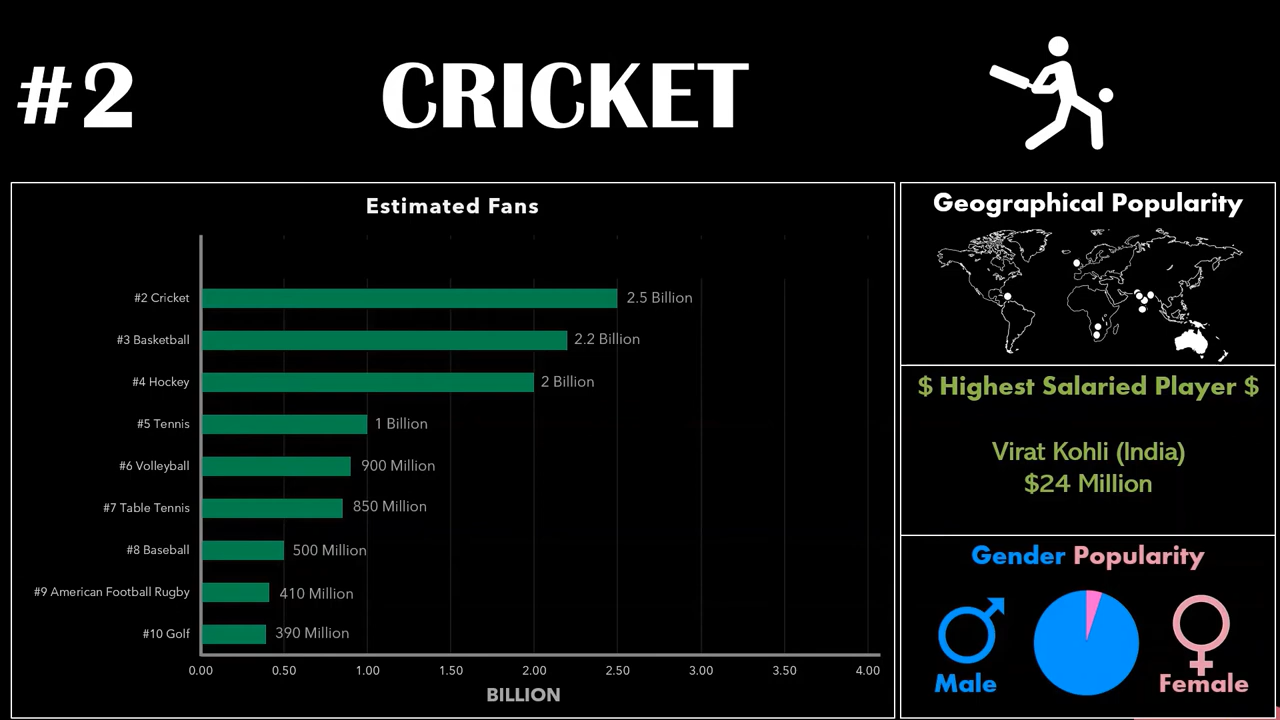 #2
CRICKET
Estimated Fans
#2 Cricket
2.5 Billion
#3 Basketball
2.2 Billion
#4 Hockey
2 Billion
#5 Tennis
1 Billion
#6 Volleyball
900 Million
#7 Table Tennis
850 Million
#8 Baseball
500 Million
#9 American Football Rugby
410 Million
#10 Golf
390 Million
0.00 0.50 1.00 1.50 2.00 2.50 3.00 3.50 4.00
BILLION
Geographical Popularity
$ Highest Salaried Player $
Virat Kohli (India)
$24 Million
Gender Popularity
Male
Female